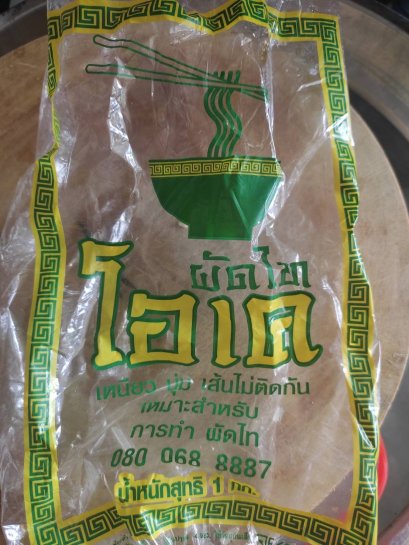 ผัดไท
โอเค
เหนียว นุ่ม เส้นไม่ติดกัน
เหมาะสำหรับ
การทำ ผัดไท
080 068 8887
น้ำหนักสุทธิ 1 กก.